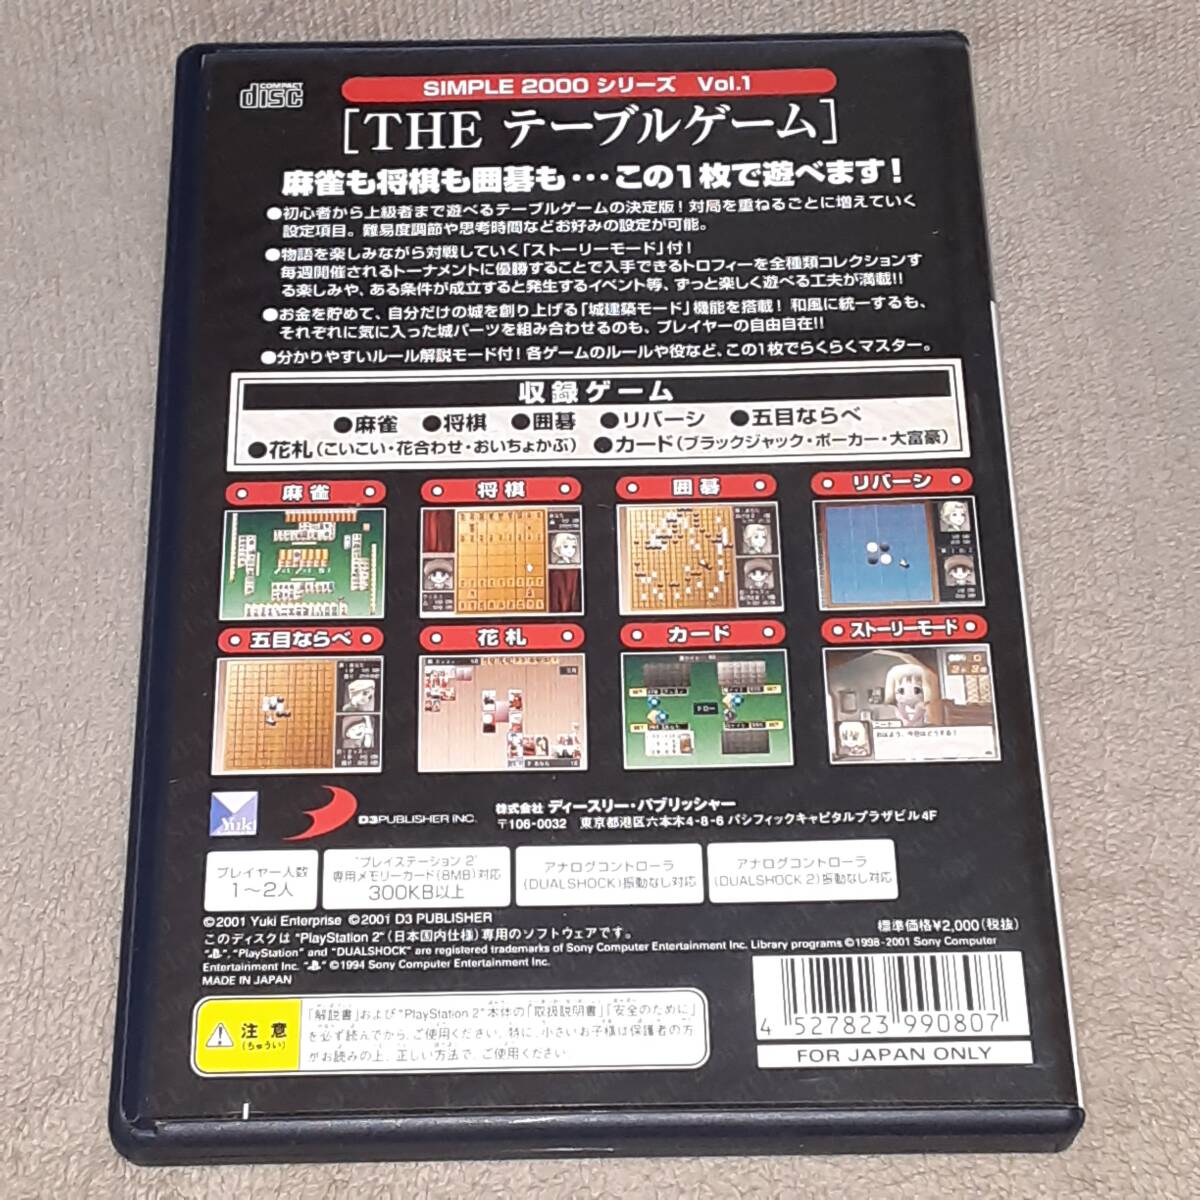 COMPACT disc
SIMPLE 2000 シリーズ Vol.1
[THE テーブルゲーム]
麻雀も将棋も囲碁も・・・この1枚で遊べます!
●初心者から上級者まで遊べるテーブルゲームの決定版!対局を重ねるごとに増えていく
設定項目。難易度調節や思考時間などお好みの設定が可能。
●物語を楽しみながら対戦していく「ストーリーモード」付!
毎週開催されるトーナメントに優勝することで入手できるトロフィーを全種類コレクションす
る楽しみや、ある条件が成立すると発生するイベント等、ずっと楽しく遊べる工夫が満載!!
●お金を貯めて、自分だけの城を創り上げる「城建築モード」機能を搭載! 和風に統一するも、
それぞれに気に入った城パーツを組み合わせるのも、プレイヤーの自由自在!!
●分かりやすいルール解説モード付!各ゲームのルールや役など、この1枚でらくらくマスター。
収録ゲーム
●麻雀 ●将棋 ●囲碁 ●リバーシ ●五目ならべ
●花札(こいこい・花合わせ・おいちょかぶ) ●カード(ブラックジャック・ポーカー・大富豪)
麻雀
将棋
囲碁
リバーシ
五目ならべ
花札
カード
ストーリーモード
ドロー
おはよう、今日はどうする?
Yuki
D3PUBLISHER INC.
株式会社 ディースリー・パブリッシャー
〒106-0032 東京都港区六本木4-8-6 パシフィックキャピタルプラザビル4F
プレイヤー人数
1〜2人
"プレイステーション 2"
専用メモリーカード(8MB)対応
300KB以上
アナログコントローラ
(DUALSHOCK)振動なし対応
アナログコントローラ
(DUALSHOCK 2)振動なし対応
©2001 Yuki Enterprise ©2001 D3 PUBLISHER
標準価格¥2,000(税抜)
このディスクは "PlayStation 2" (日本国内仕様)専用のソフトウェアです。
" ", "PlayStation" and "DUALSHOCK" are registered trademarks of Sony Computer Entertainment Inc. Library programs ©1998-2001 Sony Computer
Entertainment Inc. " " ©1994 Sony Computer Entertainment Inc.
MADE IN JAPAN
注意
(ちゅうい)
「解説書」および"PlayStation 2"本体の「取扱説明書」「安全のために」
を必ず読んでから、ご使用ください。特に、小さいお子様は保護者の方
がお読みの上、正しい方法で、ご使用ください。
4 527823 990807
FOR JAPAN ONLY